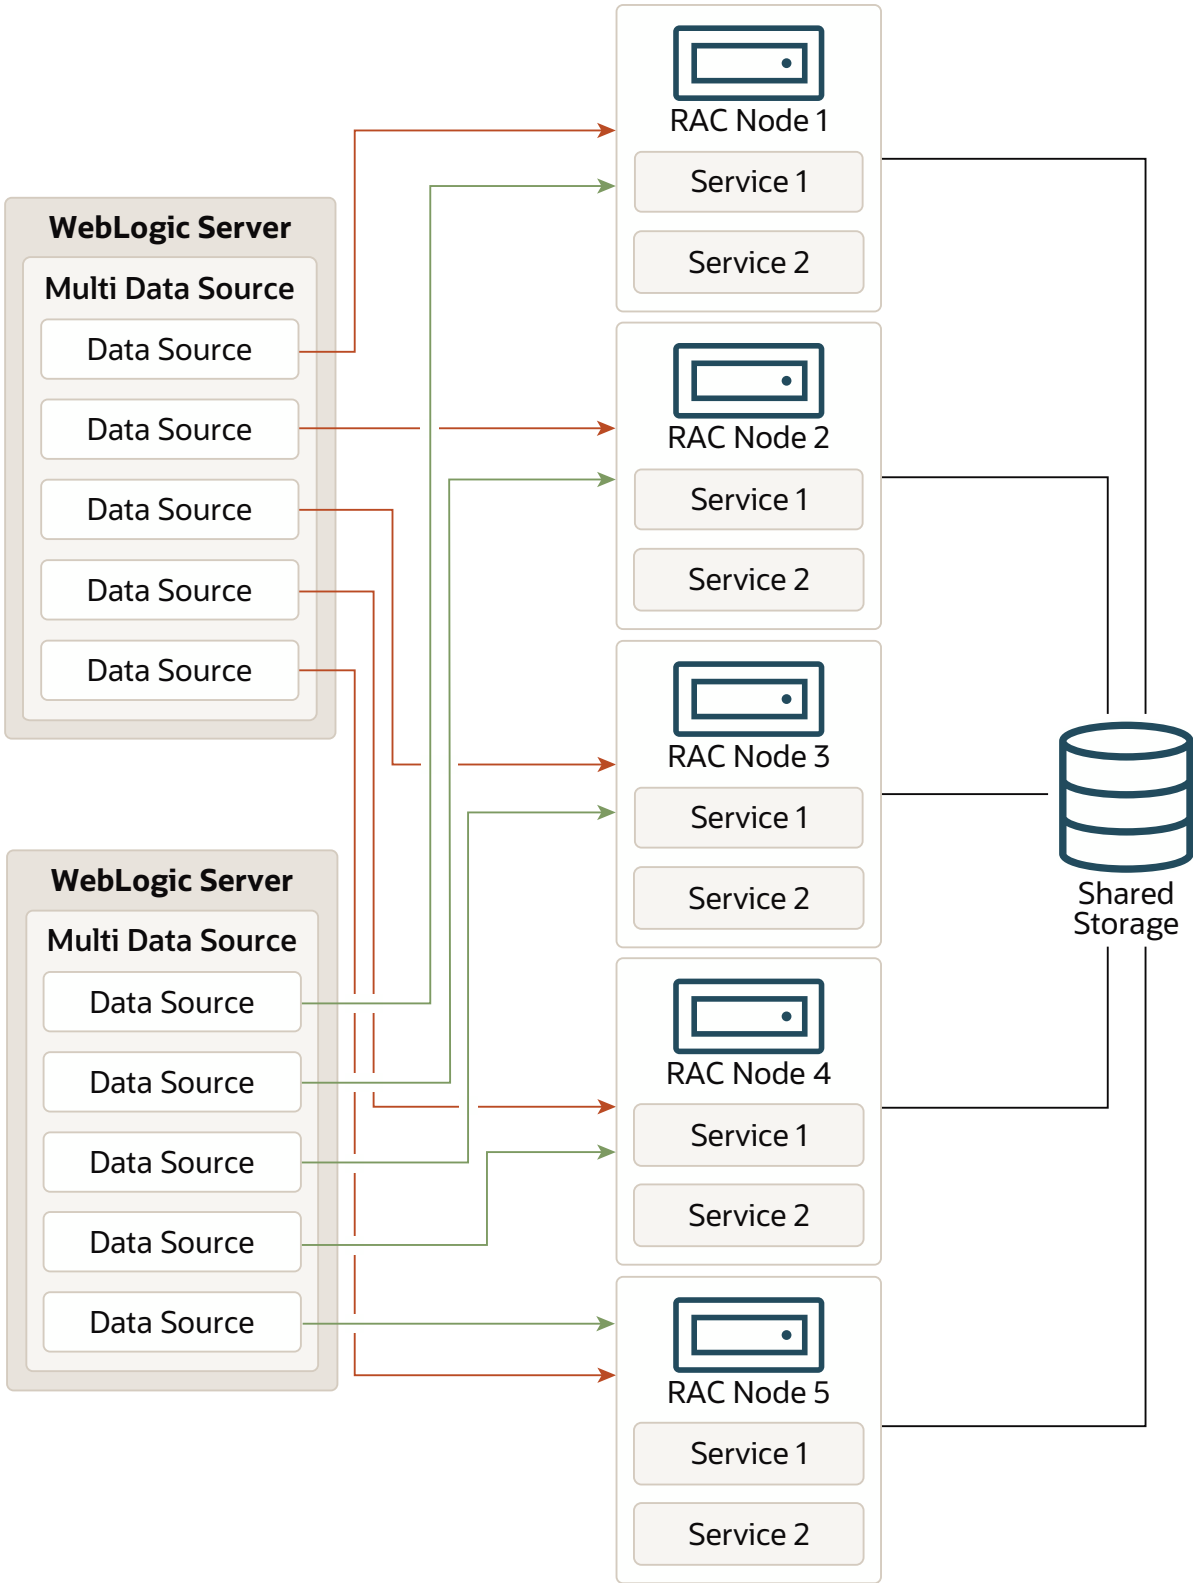 WebLogic Server
Multi Data Source
Data Source
Data Source
Data Source
Data Source
Data Source
WebLogic Server
Multi Data Source
Data Source
Data Source
Data Source
Data Source
Data Source
RAC Node 1
Service 1
Service 2
RAC Node 2
Service 1
Service 2
RAC Node 3
Service 1
Service 2
RAC Node 4
Service 1
Service 2
RAC Node 5
Service 1
Service 2
Shared
Storage